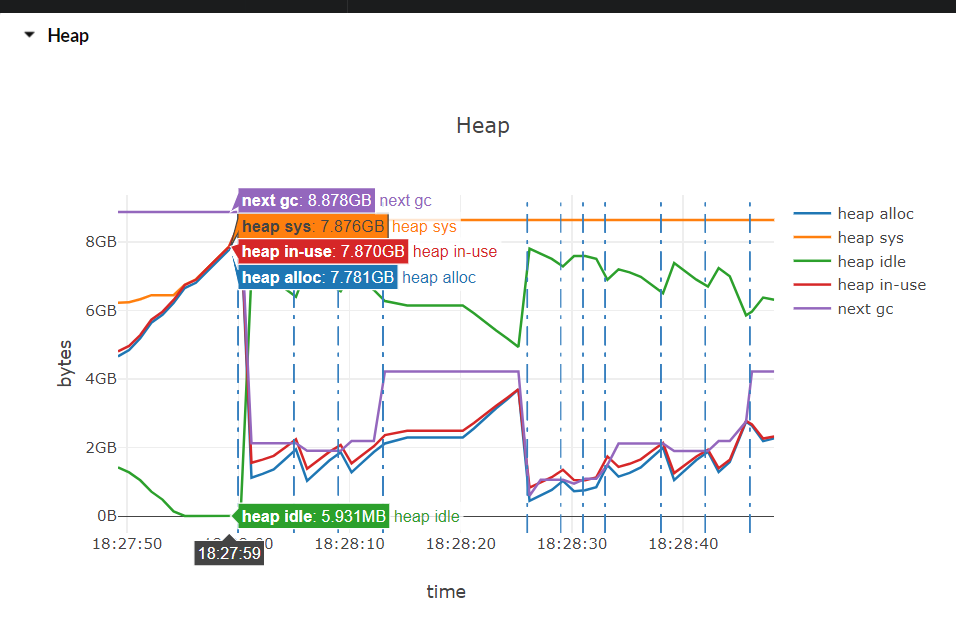 Heap
Heap
next gc: 8.878GB next gc
heap sys: 7.876GB heap sys
heap in-use: 7.870GB heap in-use
heap alloc: 7.781GB heap alloc
heap idle: 5.931MB heap idle
8GB
6GB
4GB
2GB
0B
bytes
18:27:50
18:28:10
18:28:20
18:28:30
18:28:40
18:27:59
time
heap alloc
heap sys
heap idle
heap in-use
next gc